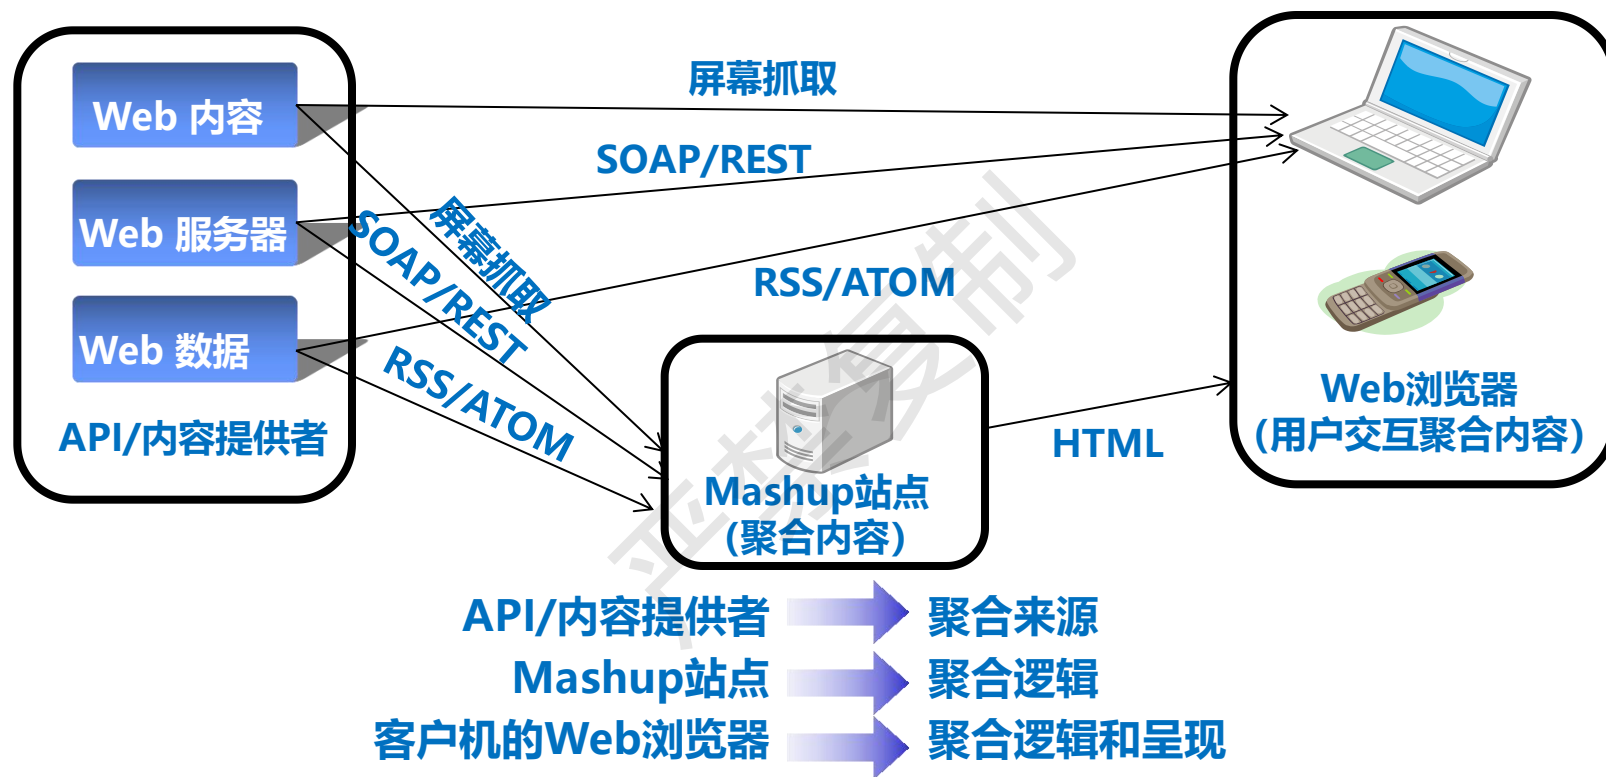 Web 内容
Web 服务器
Web 数据
API/内容提供者
屏幕抓取
SOAP/REST
RSS/ATOM
屏幕抓取
SOAP/REST
RSS/ATOM
Mashup站点
（聚合内容）
HTML
Web浏览器
（用户交互聚合内容）
API/内容提供者 聚合来源
Mashup站点 聚合逻辑
客户机的Web浏览器 聚合逻辑和呈现
严禁复制